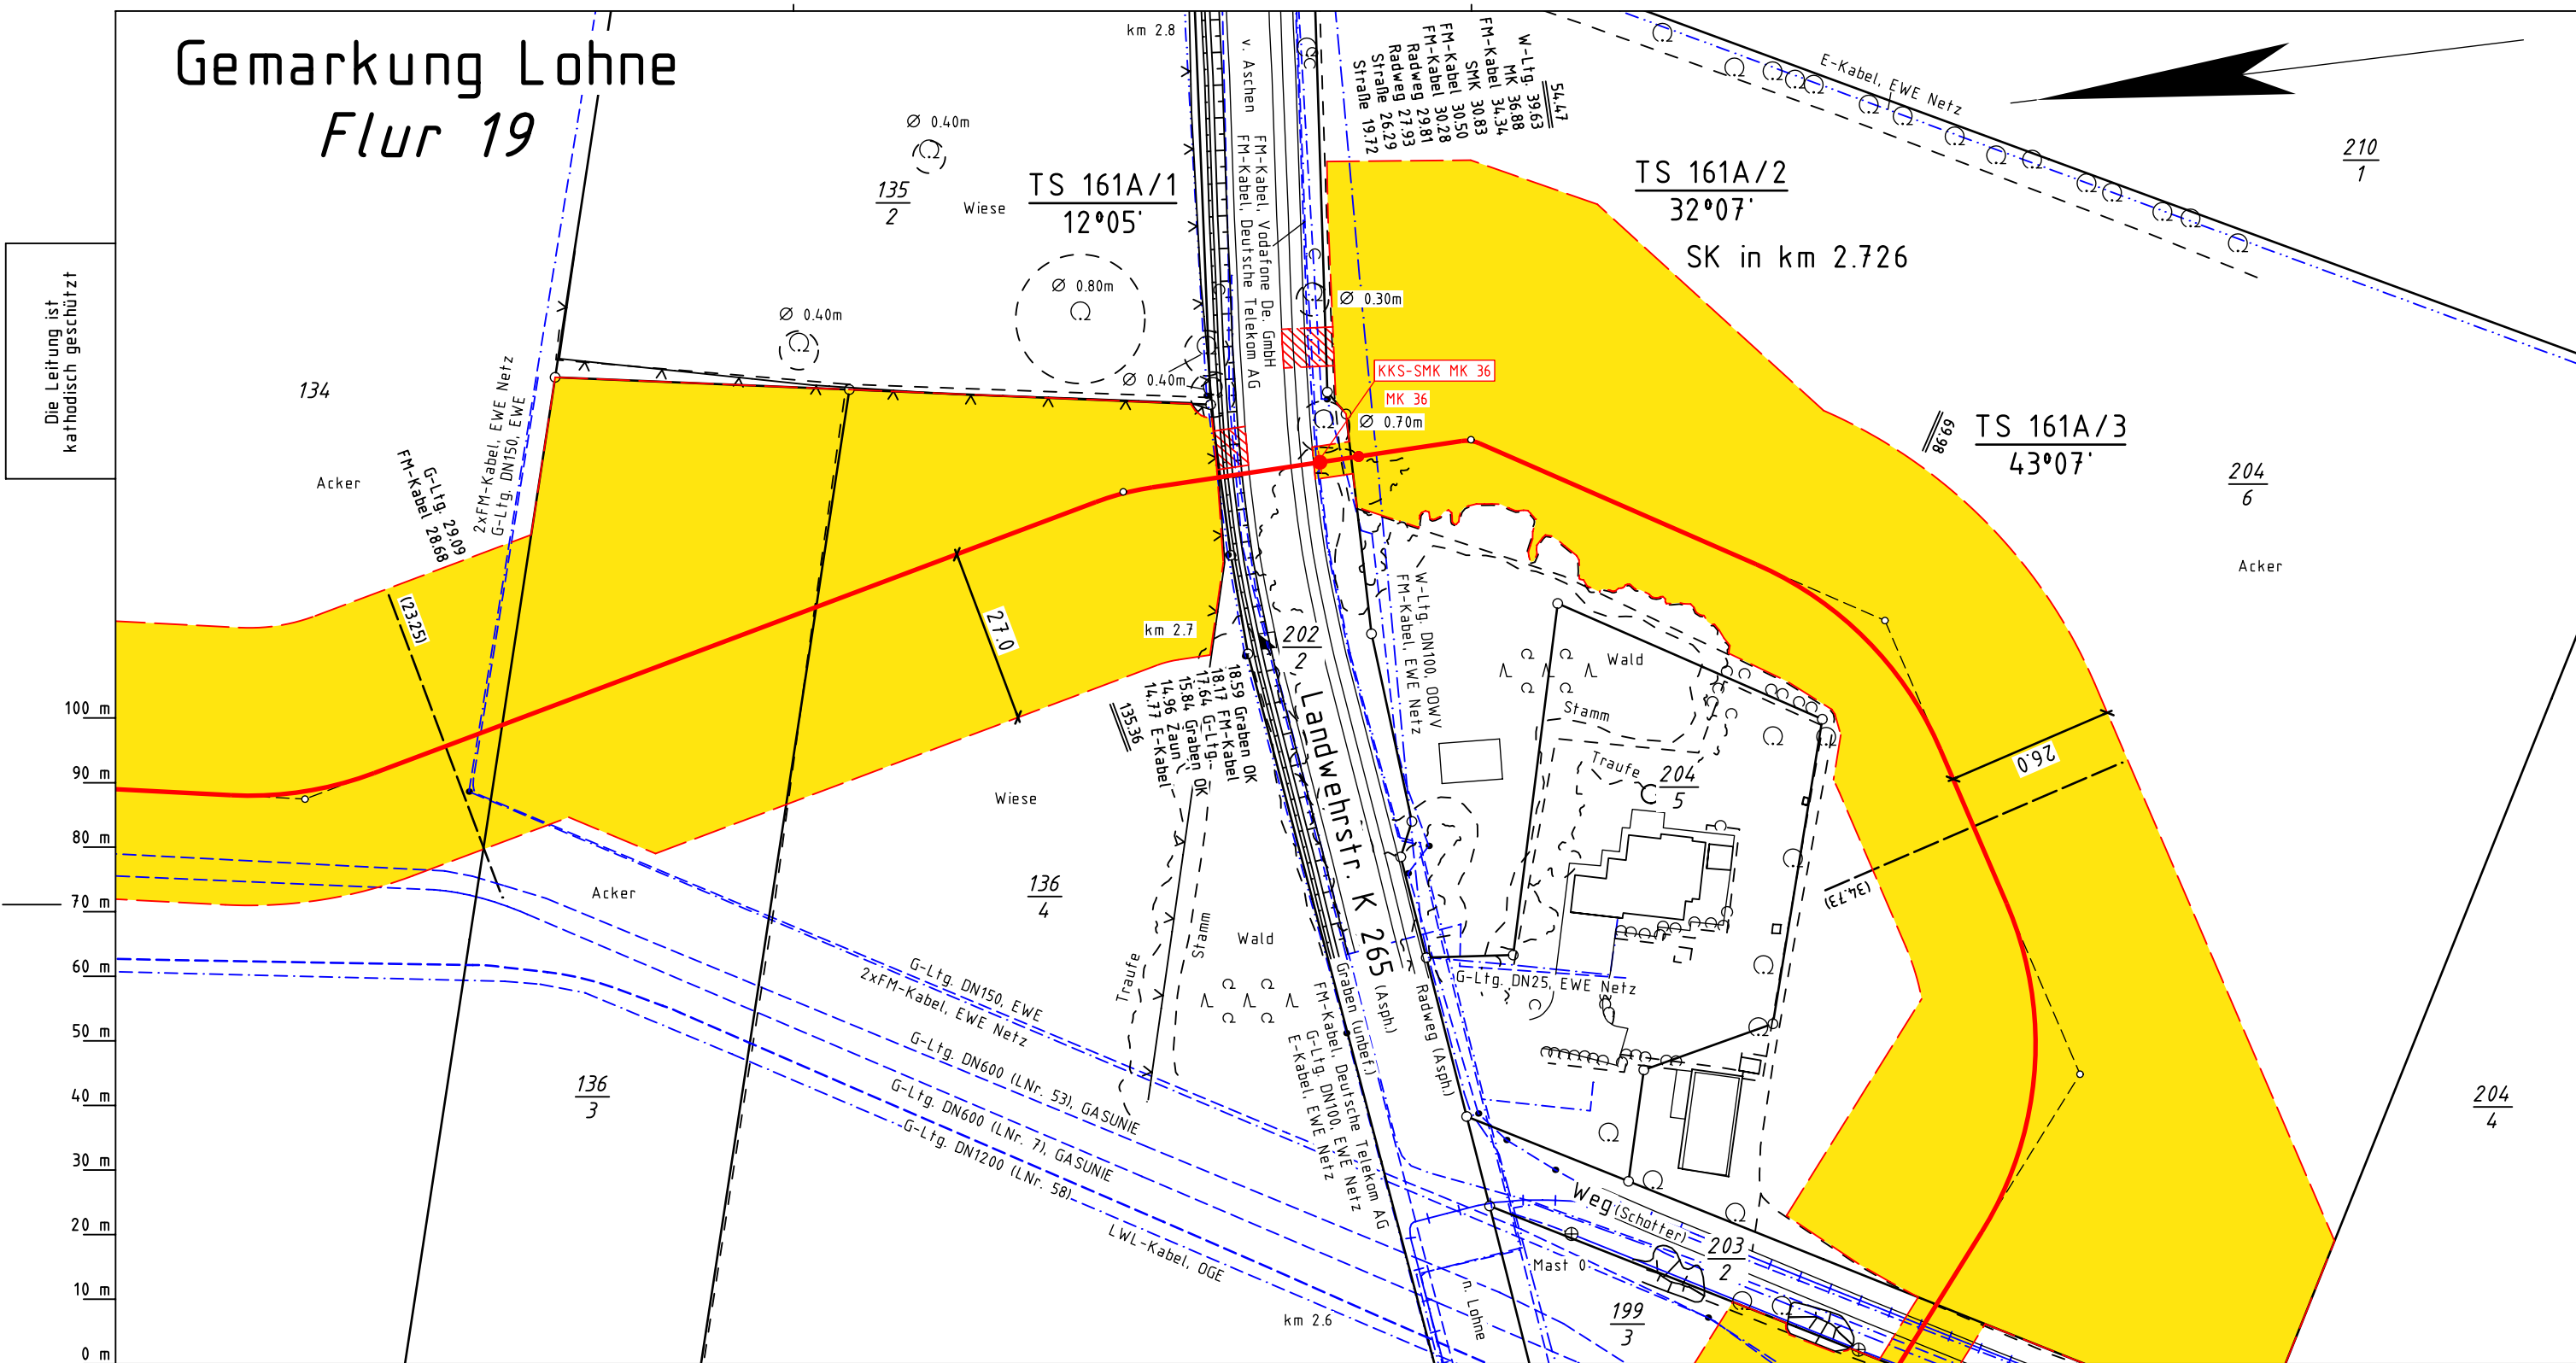 Gemarkung Lohne
Flur 19
Die Leitung ist
kathodisch geschützt
km 2.8
v. Aschen
FM-Kabel, Vodafone De. GmbH
FM-Kabel, Deutsche Telekom AG
54.47
W-Ltg. 39.63
MK 36.88
FM-Kabel 34.34
SMK 30.83
FM-Kabel 30.50
FM-Kabel 30.28
Radweg 29.81
Radweg 27.93
Straße 26.29
Straße 19.72
E-Kabel, EWE Netz
210
1
Ø 0.40m
135
2
Wiese
TS 161A/1
12°05'
TS 161A/2
32°07'
SK in km 2.726
Ø 0.80m
Ø 0.40m
Ø 0.30m
Ø 0.40m
KKS-SMK MK 36
MK 36
Ø 0.70m
134
Acker
2xFM-Kabel, EWE Netz
G-Ltg. DN150, EWE
G-Ltg. 29.09
FM-Kabel 28.68
69.98
TS 161A/3
43°07'
204
6
Acker
(23.25)
27.0
km 2.7
202
2
W-Ltg. DN100, OOWV
FM-Kabel, EWE Netz
Wald
Stamm
Traufe
204
5
26.0
(34.73)
18.59 Graben OK
18.17 FM-Kabel
17.64 G-Ltg.
15.84 Graben OK
14.96 Zaun
14.77 E-Kabel
135.36
Landwehrstr. K 265 (Asph.)
Wiese
136
4
Acker
Traufe
Stamm
Wald
G-Ltg. DN150, EWE
2xFM-Kabel, EWE Netz
G-Ltg. DN600 (LNr. 53), GASUNIE
G-Ltg. DN600 (LNr. 7), GASUNIE
G-Ltg. DN1200 (LNr. 58)
LWL-Kabel, OGE
136
3
Graben (unbef.)
FM-Kabel, Deutsche Telekom AG
G-Ltg. DN100, EWE Netz
E-Kabel, EWE Netz
Radweg (Asph.)
G-Ltg. DN25, EWE Netz
204
4
Weg (Schotter)
203
2
Mast 0
199
3
n. Lohne
km 2.6
100 m
90 m
80 m
70 m
60 m
50 m
40 m
30 m
20 m
10 m
0 m